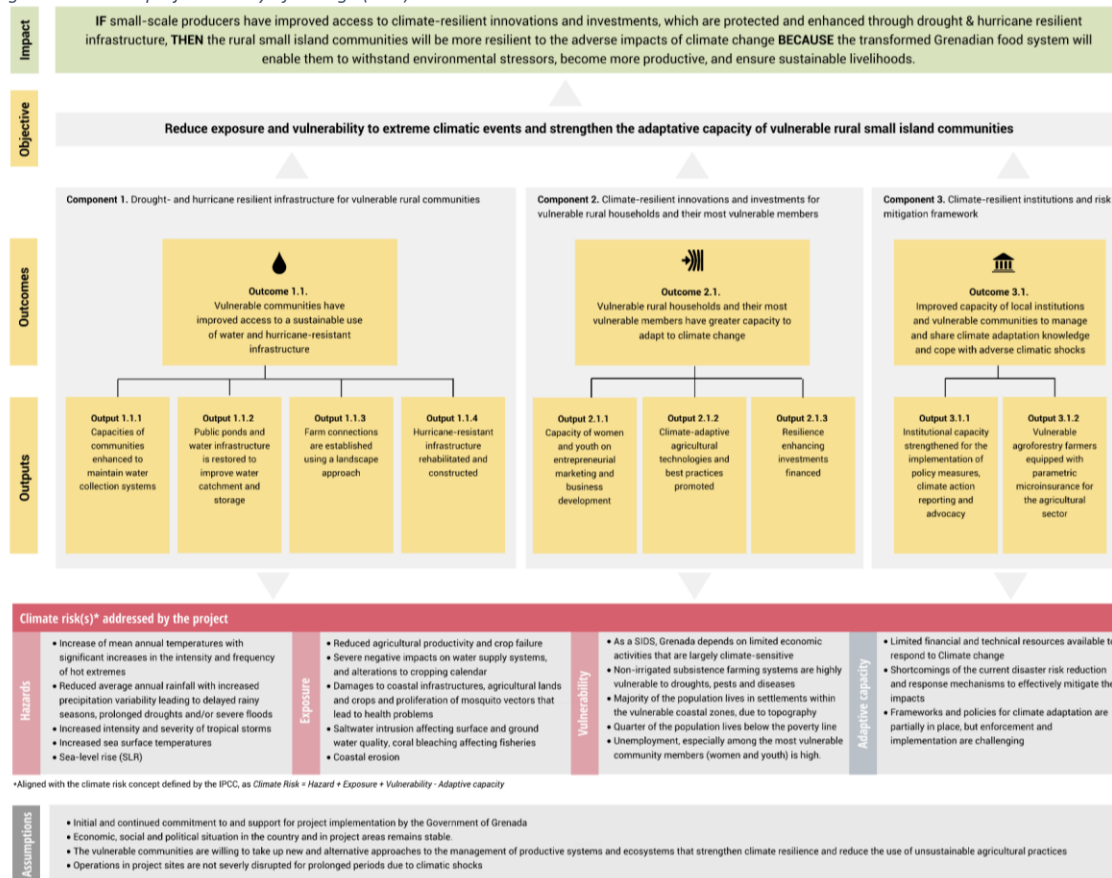 Impact
IF small-scale producers have improved access to climate-resilient innovations and investments, which are protected and enhanced through drought & hurricane resilient
infrastructure, THEN the rural small island communities will be more resilient to the adverse impacts of climate change BECAUSE the transformed Grenadian food system will
enable them to withstand environmental stressors, become more productive, and ensure sustainable livelihoods.
Objective
Reduce exposure and vulnerability to extreme climatic events and strengthen the adaptative capacity of vulnerable rural small island communities
Component 1. Drought- and hurricane resilient infrastructure for vulnerable rural communities
Component 2. Climate-resilient innovations and investments for
vulnerable rural households and their most vulnerable members
Component 3. Climate-resilient institutions and risk
mitigation framework
Outcomes
Outcome 1.1.
Vulnerable communities have
improved access to a sustainable use
of water and hurricane-resistant
infrastructure
Outcome 2.1.
Vulnerable rural households and their most
vulnerable members have greater capacity to
adapt to climate change
Outcome 3.1.
Improved capacity of local institutions
and vulnerable communities to manage
and share climate adaptation knowledge
and cope with adverse climatic shocks
Outputs
Output 1.1.1
Capacities of
communities
enhanced to
maintain water
collection systems
Output 1.1.2
Public ponds and
water infrastructure
is restored to
improve water
catchment and
storage
Output 1.1.3
Farm connections
are established
using a landscape
approach
Output 1.1.4
Hurricane-resistant
infrastructure
rehabilitated and
constructed
Output 2.1.1
Capacity of women
and youth on
entrepreneurial
marketing and
business
development
Output 2.1.2
Climate-adaptive
agricultural
technologies and
best practices
promoted
Output 2.1.3
Resilience
enhancing
investments
financed
Output 3.1.1
Institutional capacity
strengthened for the
implementation of
policy measures,
climate action
reporting and
advocacy
Output 3.1.2
Vulnerable
agroforestry farmers
equipped with
parametric
microinsurance for
the agricultural
sector
Climate risk(s)* addressed by the project
Hazards
• Increase of mean annual temperatures with
significant increases in the intensity and frequency
of hot extremes
• Reduced average annual rainfall with increased
precipitation variability leading to delayed rainy
seasons, prolonged droughts and/or severe floods
• Increased intensity and severity of tropical storms
• Increased sea surface temperatures
• Sea-level rise (SLR)
Exposure
• Reduced agricultural productivity and crop failure
• Severe negative impacts on water supply systems,
and alterations to cropping calendar
• Damages to coastal infrastructures, agricultural lands
and crops and proliferation of mosquito vectors that
lead to health problems
• Saltwater intrusion affecting surface and ground
water quality, coral bleaching affecting fisheries
• Coastal erosion
Vulnerability
• As a SIDS, Grenada depends on limited economic
activities that are largely climate-sensitive
• Non-irrigated subsistence farming systems are highly
vulnerable to droughts, pests and diseases
• Majority of the population lives in settlements within
the vulnerable coastal zones, due to topography
• Quarter of the population lives below the poverty line
• Unemployment, especially among the most vulnerable
community members (women and youth) is high.
Adaptive capacity
• Limited financial and technical resources available to
respond to Climate change
• Shortcomings of the current disaster risk reduction
and response mechanisms to effectively mitigate the
impacts
• Frameworks and policies for climate adaptation are
partially in place, but enforcement and
implementation are challenging
*Aligned with the climate risk concept defined by the IPCC, as Climate Risk = Hazard + Exposure + Vulnerability - Adaptive capacity
Assumptions
• Initial and continued commitment to and support for project implementation by the Government of Grenada
• Economic, social and political situation in the country and in project areas remains stable.
• The vulnerable communities are willing to take up new and alternative approaches to the management of productive systems and ecosystems that strengthen climate resilience and reduce the use of unsustainable agricultural practices
• Operations in project sites are not severly disrupted for prolonged periods due to climatic shocks